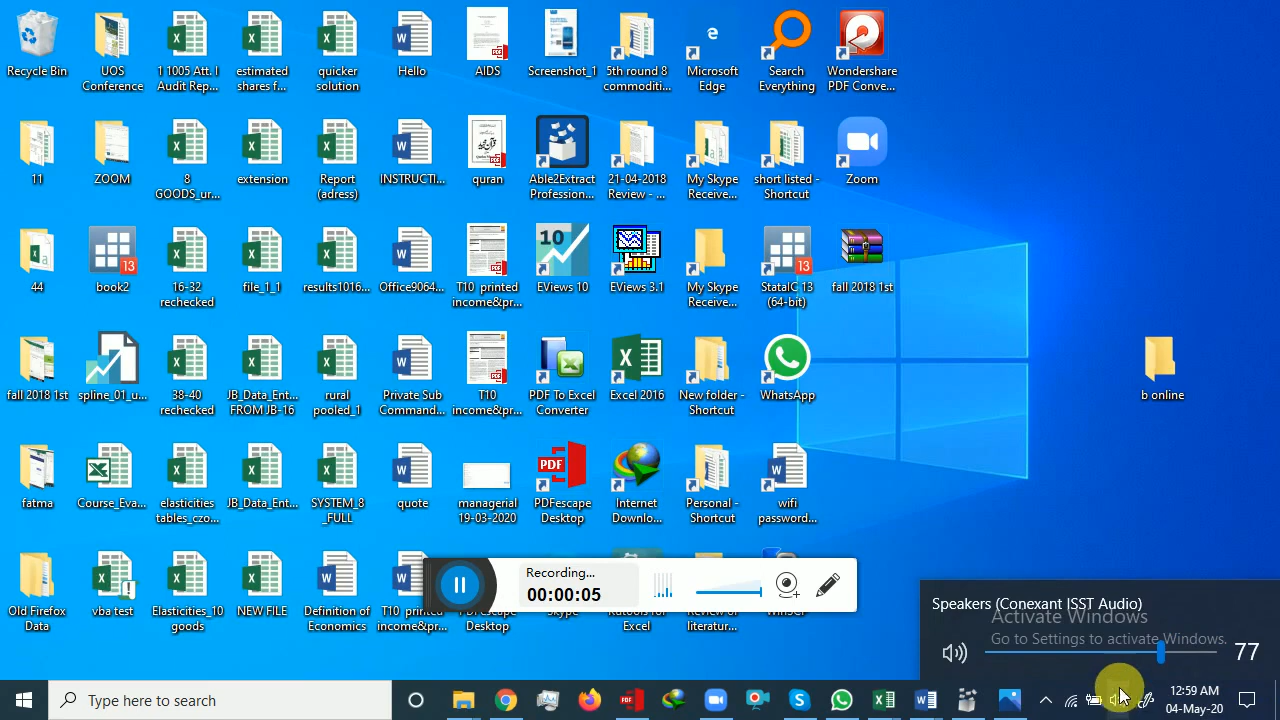 Recycle Bin
UOS
Conference
1 1005 Att. I
Audit Rep...
estimated
shares f...
quicker
solution
Hello
AIDS
Screenshot_1
5th round 8
commoditi...
Microsoft
Edge
Search
Everything
Wondershare
PDF Conve...
11
ZOOM
8
GOODS_ur...
extension
Report
(adress)
INSTRUCTI...
quran
Able2Extract
Profession...
21-04-2018
Review - ...
My Skype
Receive...
short listed -
Shortcut
Zoom
44
book2
16-32
rechecked
file_1_1
results1016...
Office9064...
T10 printed
income&pr...
EViews 10
EViews 3.1
My Skype
Receive...
StataIC 13
(64-bit)
fall 2018 1st
fall 2018 1st
spline_01_u...
38-40
rechecked
JB_Data_Ent...
FROM JB-16
rural
pooled_1
Private Sub
Command...
T10
income&pr...
PDF To Excel
Converter
Excel 2016
New folder -
Shortcut
WhatsApp
b online
fatma
Course_Eva...
elasticities
tables_czo...
JB_Data_Ent...
SYSTEM_8
_FULL
quote
managerial
19-03-2020
PDFescape
Desktop
Internet
Downlo...
Personal -
Shortcut
wifi
password...
Old Firefox
Data
vba test
Elasticities_10
goods
NEW FILE
Definition of
Economics
T10 printed
income&pr...
PDFescape
Desktop
Skype
Kutools for
Excel
Review of
literatur...
WinSCP
Recording...
00:00:05
Speakers (Conexant ISST Audio)
Activate Windows
Go to Settings to activate Windows.
77
Type here to search
12:59 AM
04-May-20